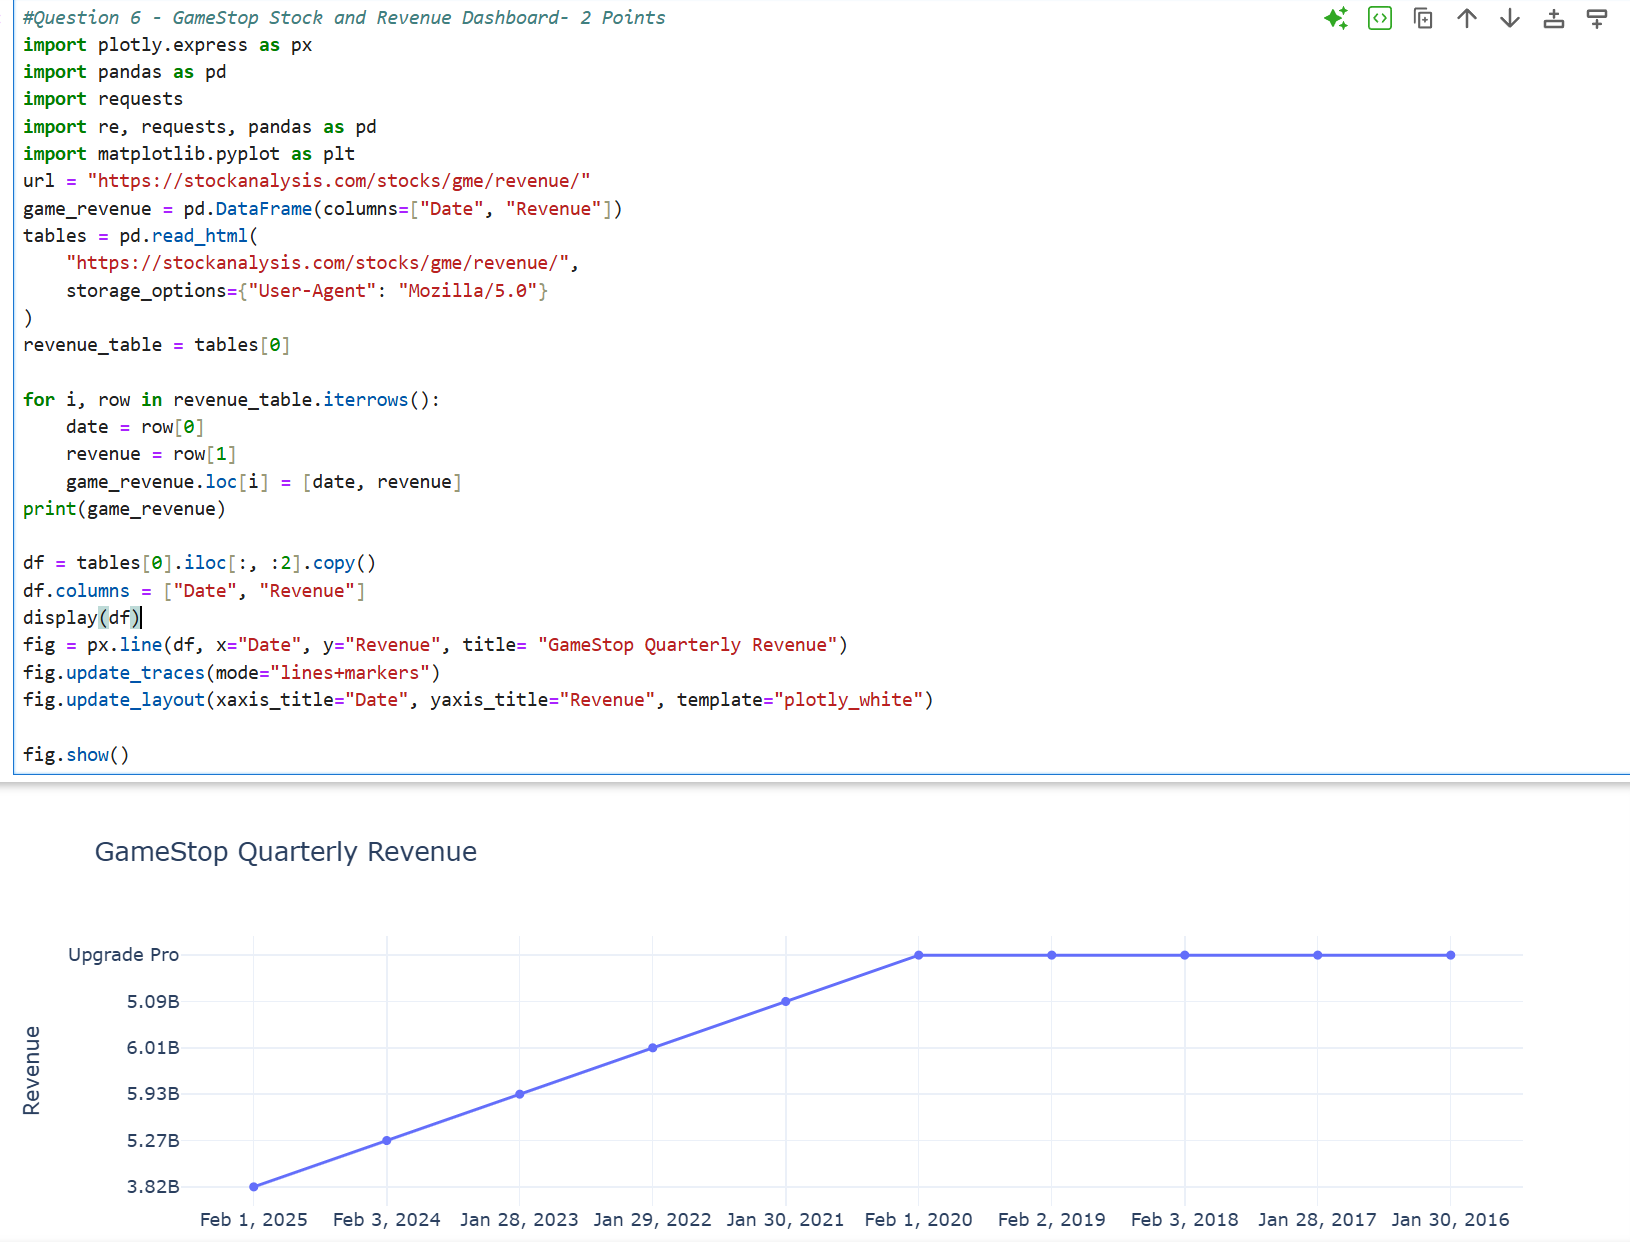 #Question 6 - GameStop Stock and Revenue Dashboard- 2 Points
import plotly.express as px
import pandas as pd
import requests
import re, requests, pandas as pd
import matplotlib.pyplot as plt
url = "https://stockanalysis.com/stocks/gme/revenue/"
game_revenue = pd.DataFrame(columns=["Date", "Revenue"])
tables = pd.read_html(
    "https://stockanalysis.com/stocks/gme/revenue/",
    storage_options={"User-Agent": "Mozilla/5.0"}
)
revenue_table = tables[0]

for i, row in revenue_table.iterrows():
    date = row[0]
    revenue = row[1]
    game_revenue.loc[i] = [date, revenue]
print(game_revenue)

df = tables[0].iloc[:, :2].copy()
df.columns = ["Date", "Revenue"]
display(df)
fig = px.line(df, x="Date", y="Revenue", title= "GameStop Quarterly Revenue")
fig.update_traces(mode="lines+markers")
fig.update_layout(xaxis_title="Date", yaxis_title="Revenue", template="plotly_white")

fig.show()
GameStop Quarterly Revenue
Revenue
Upgrade Pro
5.09B
6.01B
5.93B
5.27B
3.82B
Feb 1, 2025 Feb 3, 2024 Jan 28, 2023 Jan 29, 2022 Jan 30, 2021 Feb 1, 2020 Feb 2, 2019 Feb 3, 2018 Jan 28, 2017 Jan 30, 2016